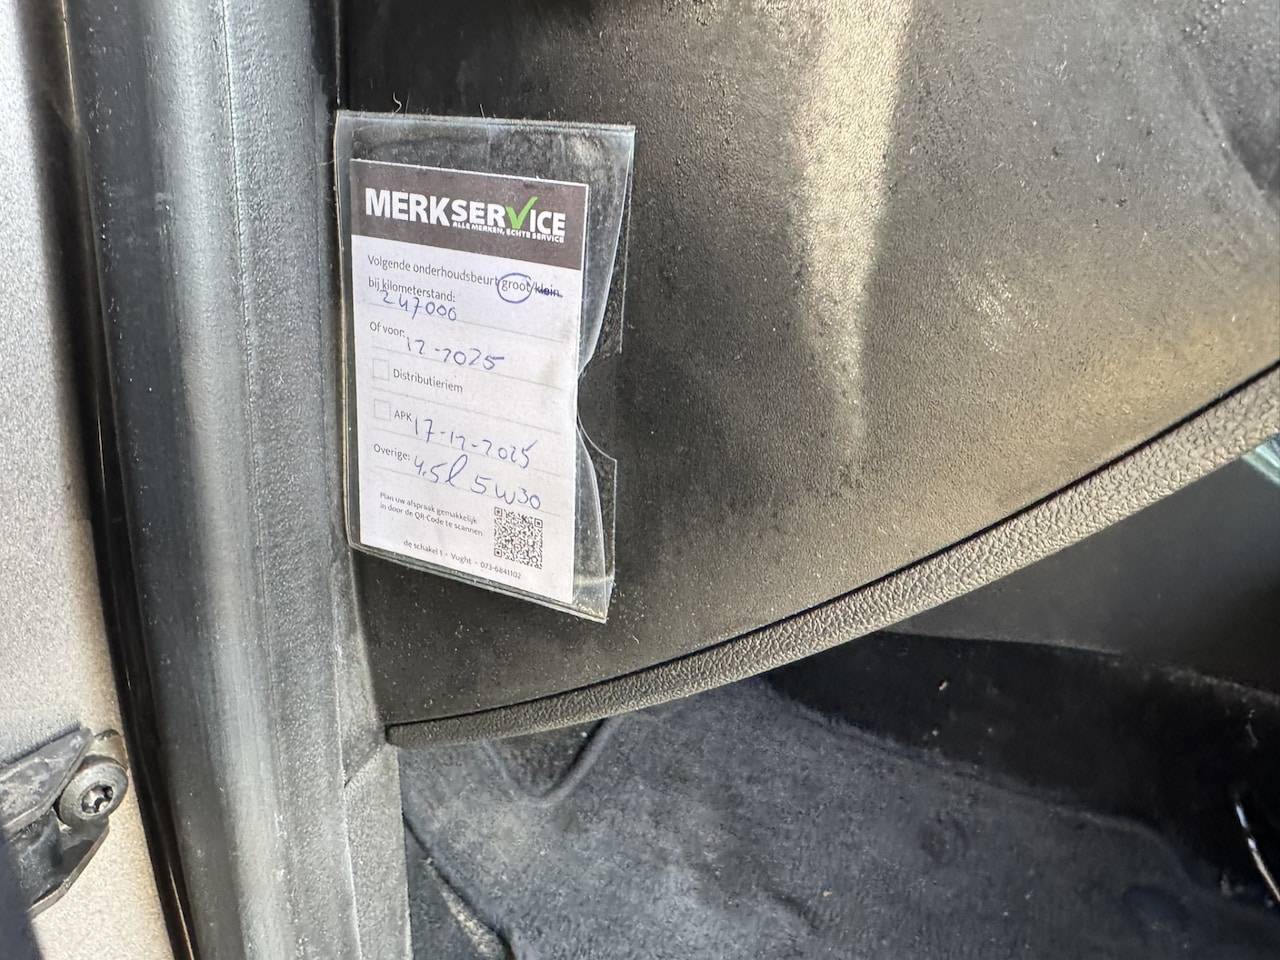 MERKSERVICE
ALLE MERKEN, ECHTE SERVICE
Volgende onderhoudsbeurt groot/klein
bij kilometerstand:
247000
Of voor: 12-2025
Distributieriem
APK 17-12-2025
Overige: 4,5l 5w30
Plan uw afspraak gemakkelijk
in door de QR-Code te scannen
de schakel 1 - Vught - 073-6841102